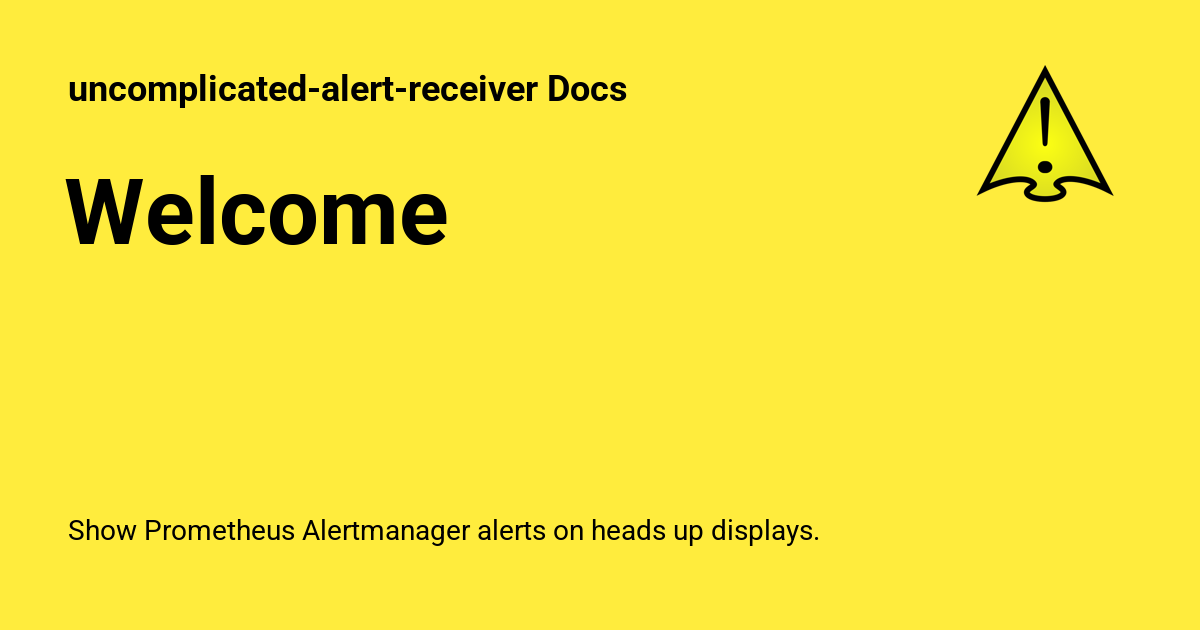 uncomplicated-alert-receiver Docs
Welcome
Show Prometheus Alertmanager alerts on heads up displays.